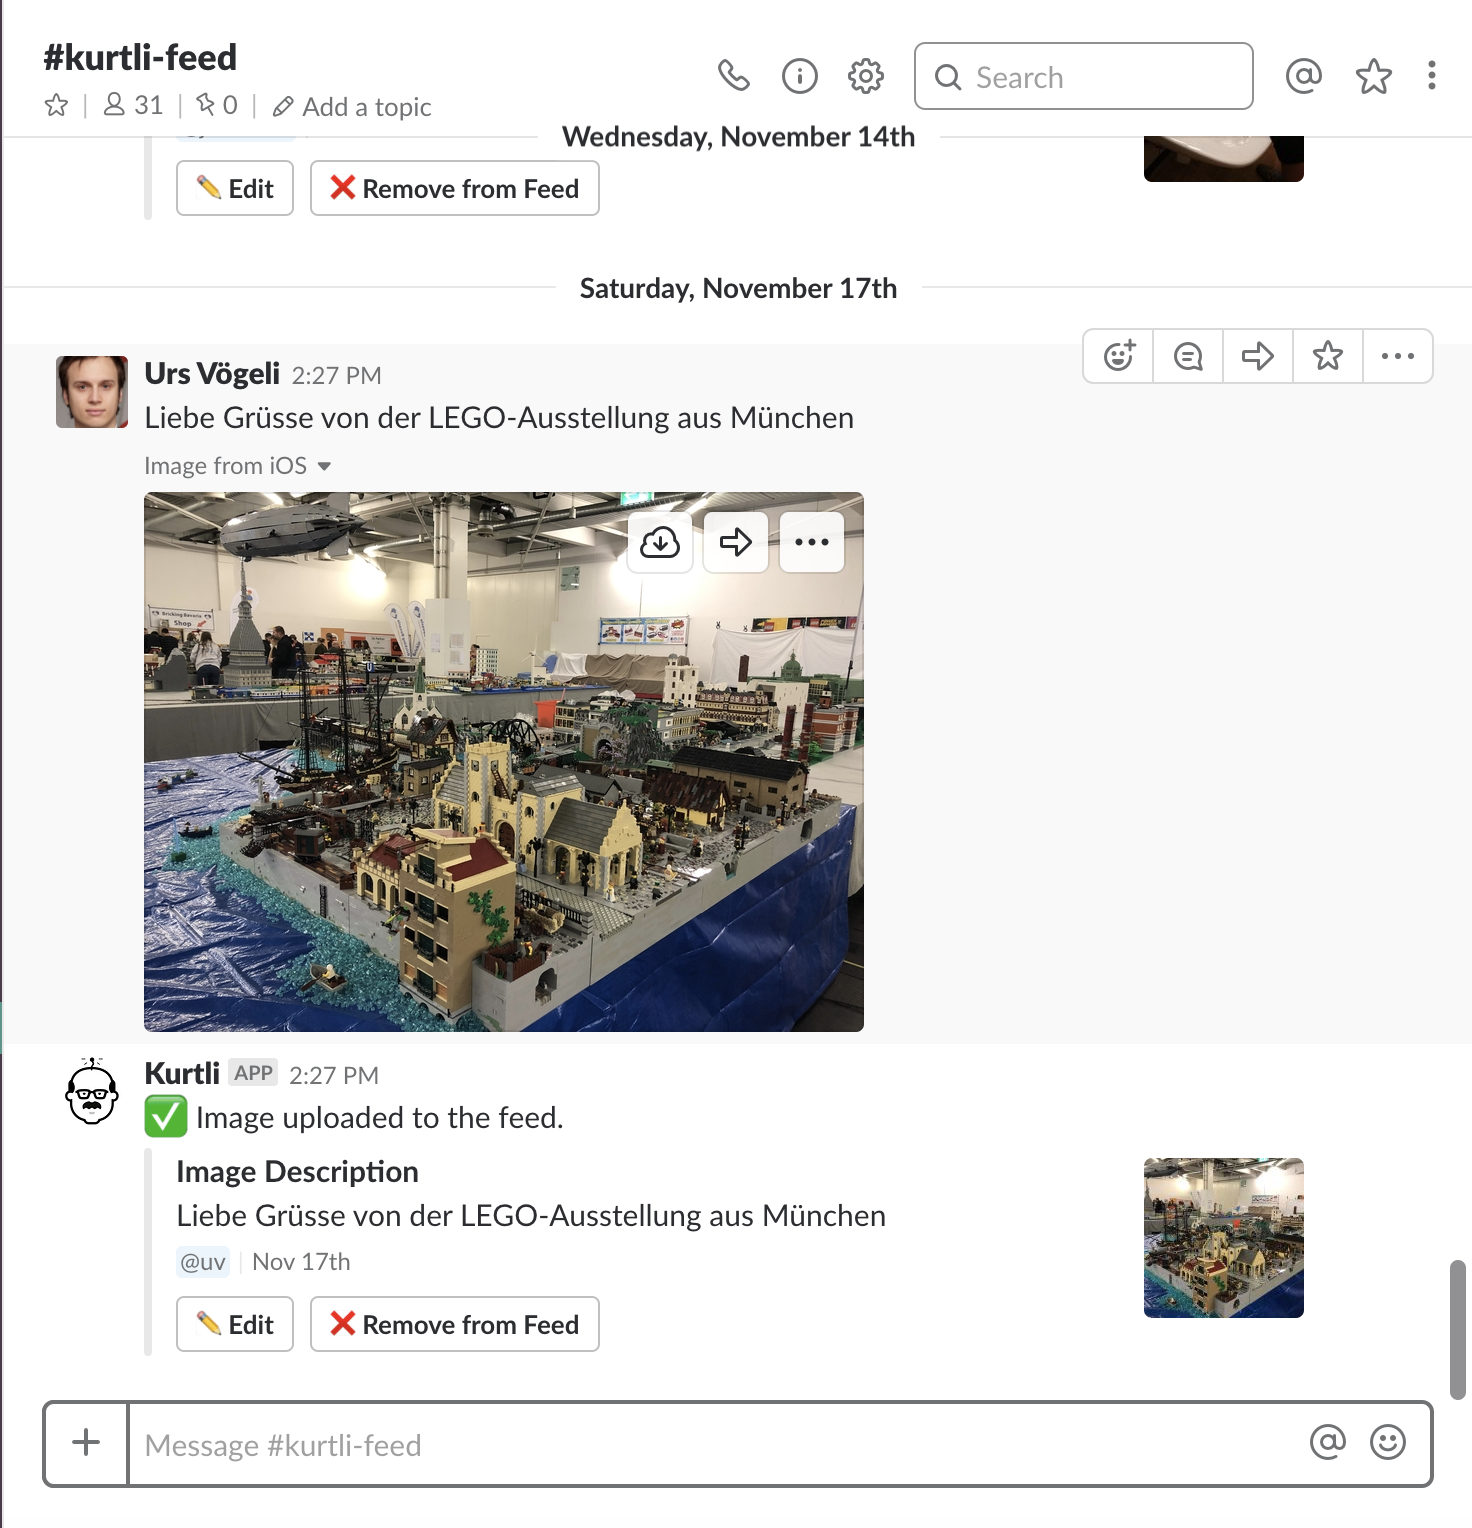 #kurtli-feed
31
0
Add a topic
Search
Wednesday, November 14th
Edit
Remove from Feed
Saturday, November 17th
Urs Vögeli 2:27 PM
Liebe Grüsse von der LEGO-Ausstellung aus München
Image from iOS
Bricking Bavaria
Shop
Kurtli APP 2:27 PM
Image uploaded to the feed.
Image Description
Liebe Grüsse von der LEGO-Ausstellung aus München
@uv Nov 17th
Edit
Remove from Feed
Message #kurtli-feed